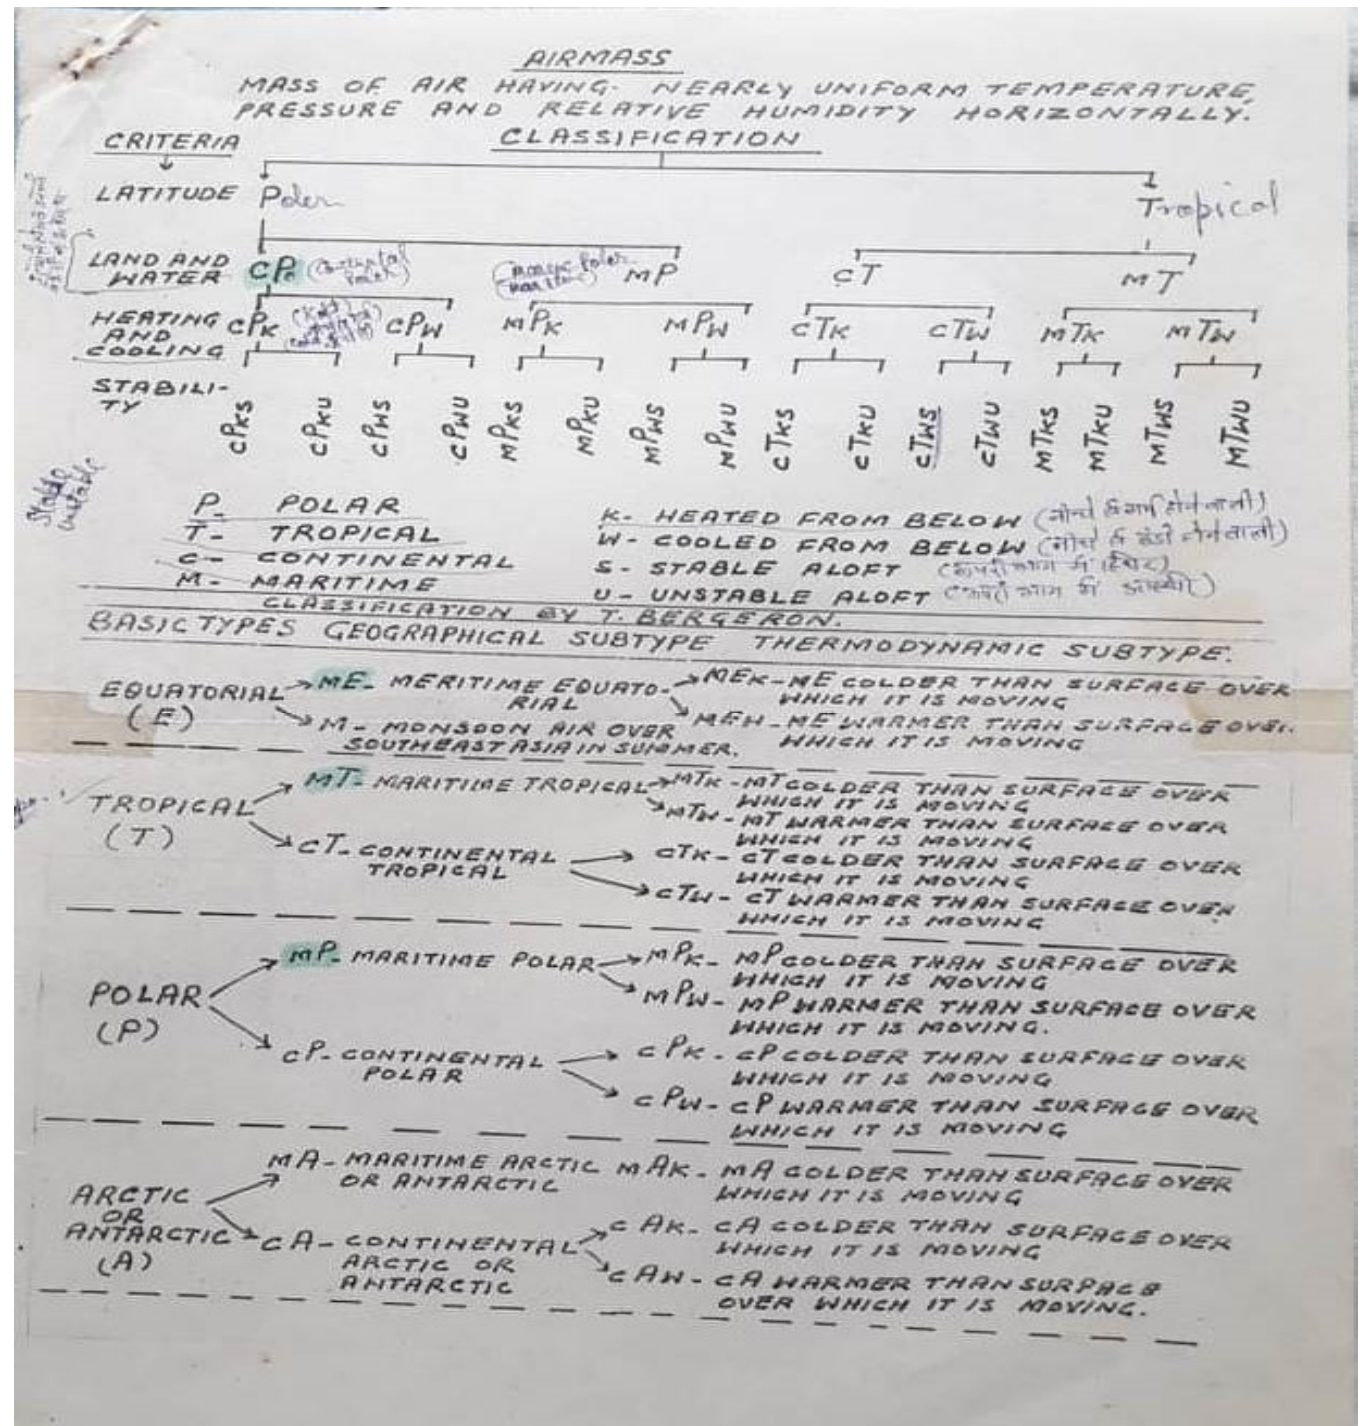 AIRMASS
MASS OF AIR HAVING NEARLY UNIFORM TEMPERATURE,
PRESSURE AND RELATIVE HUMIDITY HORIZONTALLY.
CRITERIA CLASSIFICATION
LATITUDE Polar Tropical
LAND AND
WATER CP mP CT MT
HEATING
AND
COOLING CPK CPW MPK MPW CTK CTW MTK MTW
STABILI-
TY
CPKS CPKU CPWS CPWU MPKS MPKU MPWS MPWU CTKS CTKU CTWS CTWU MTKS MTKU MTWS MTWU
Stable
unstable
P- POLAR K- HEATED FROM BELOW
T- TROPICAL W- COOLED FROM BELOW
C- CONTINENTAL S- STABLE ALOFT
M- MARITIME U- UNSTABLE ALOFT
CLASSIFICATION BY T. BERGERON.
BASIC TYPES GEOGRAPHICAL SUBTYPE THERMODYNAMIC SUBTYPE.
EQUATORIAL ME- MERITIME EQUATO- MEK-ME COLDER THAN SURFACE OVER
RIAL WHICH IT IS MOVING
(E) M- MONSOON AIR OVER MEW-ME WARMER THAN SURFACE OVER
SOUTHEAST ASIA IN SUMMER. WHICH IT IS MOVING
TROPICAL MT- MARITIME TROPICAL MTK-MT COLDER THAN SURFACE OVER
WHICH IT IS MOVING
(T) MTW-MT WARMER THAN SURFACE OVER
WHICH IT IS MOVING
CT-CONTINENTAL CTK-CT COLDER THAN SURFACE OVER
TROPICAL WHICH IT IS MOVING
CTW-CT WARMER THAN SURFACE OVER
WHICH IT IS MOVING
POLAR MP- MARITIME POLAR MPK- MP COLDER THAN SURFACE OVER
WHICH IT IS MOVING
(P) MPW- MP WARMER THAN SURFACE OVER
WHICH IT IS MOVING.
CP-CONTINENTAL CPK-CP COLDER THAN SURFACE OVER
POLAR WHICH IT IS MOVING
CPW-CP WARMER THAN SURFACE OVER
WHICH IT IS MOVING
ARCTIC MA-MARITIME ARCTIC MAK-MA COLDER THAN SURFACE OVER
OR OR ANTARCTIC WHICH IT IS MOVING
ANTARCTIC CA-CONTINENTAL CAK-CA COLDER THAN SURFACE OVER
ARCTIC OR WHICH IT IS MOVING
(A) ANTARCTIC CAW-CA WARMER THAN SURFACE
OVER WHICH IT IS MOVING.